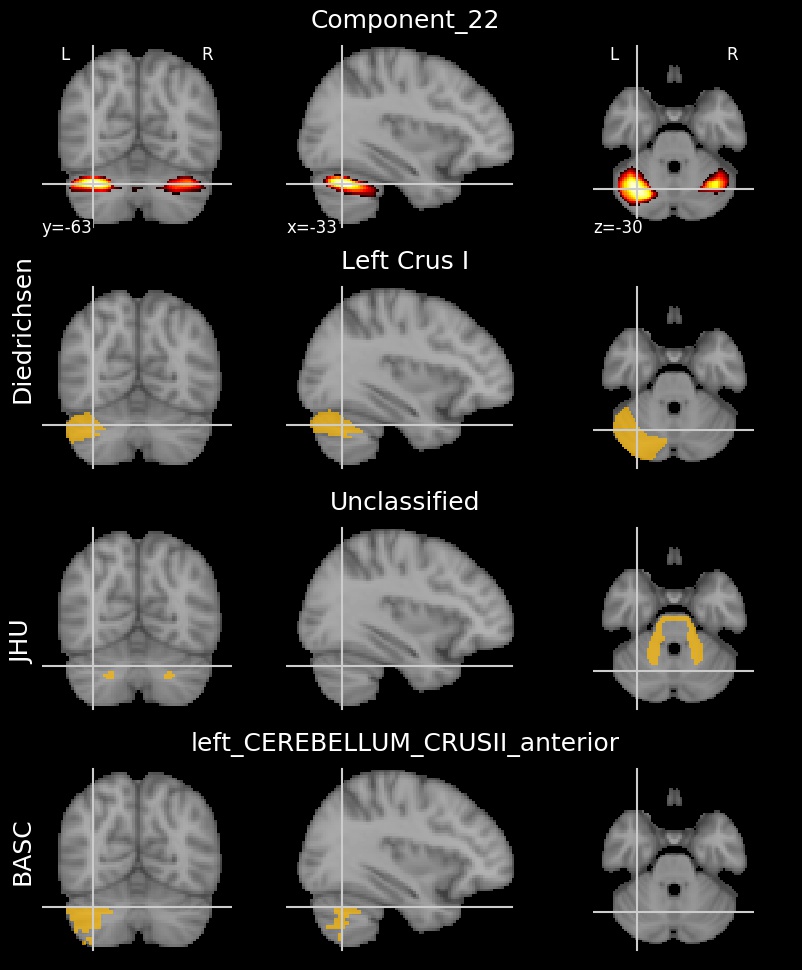 Component_22
L R L R
y=-63 x=-33 z=-30
Left Crus I
Diedrichsen
Unclassified
JHU
left_CEREBELLUM_CRUSII_anterior
BASC